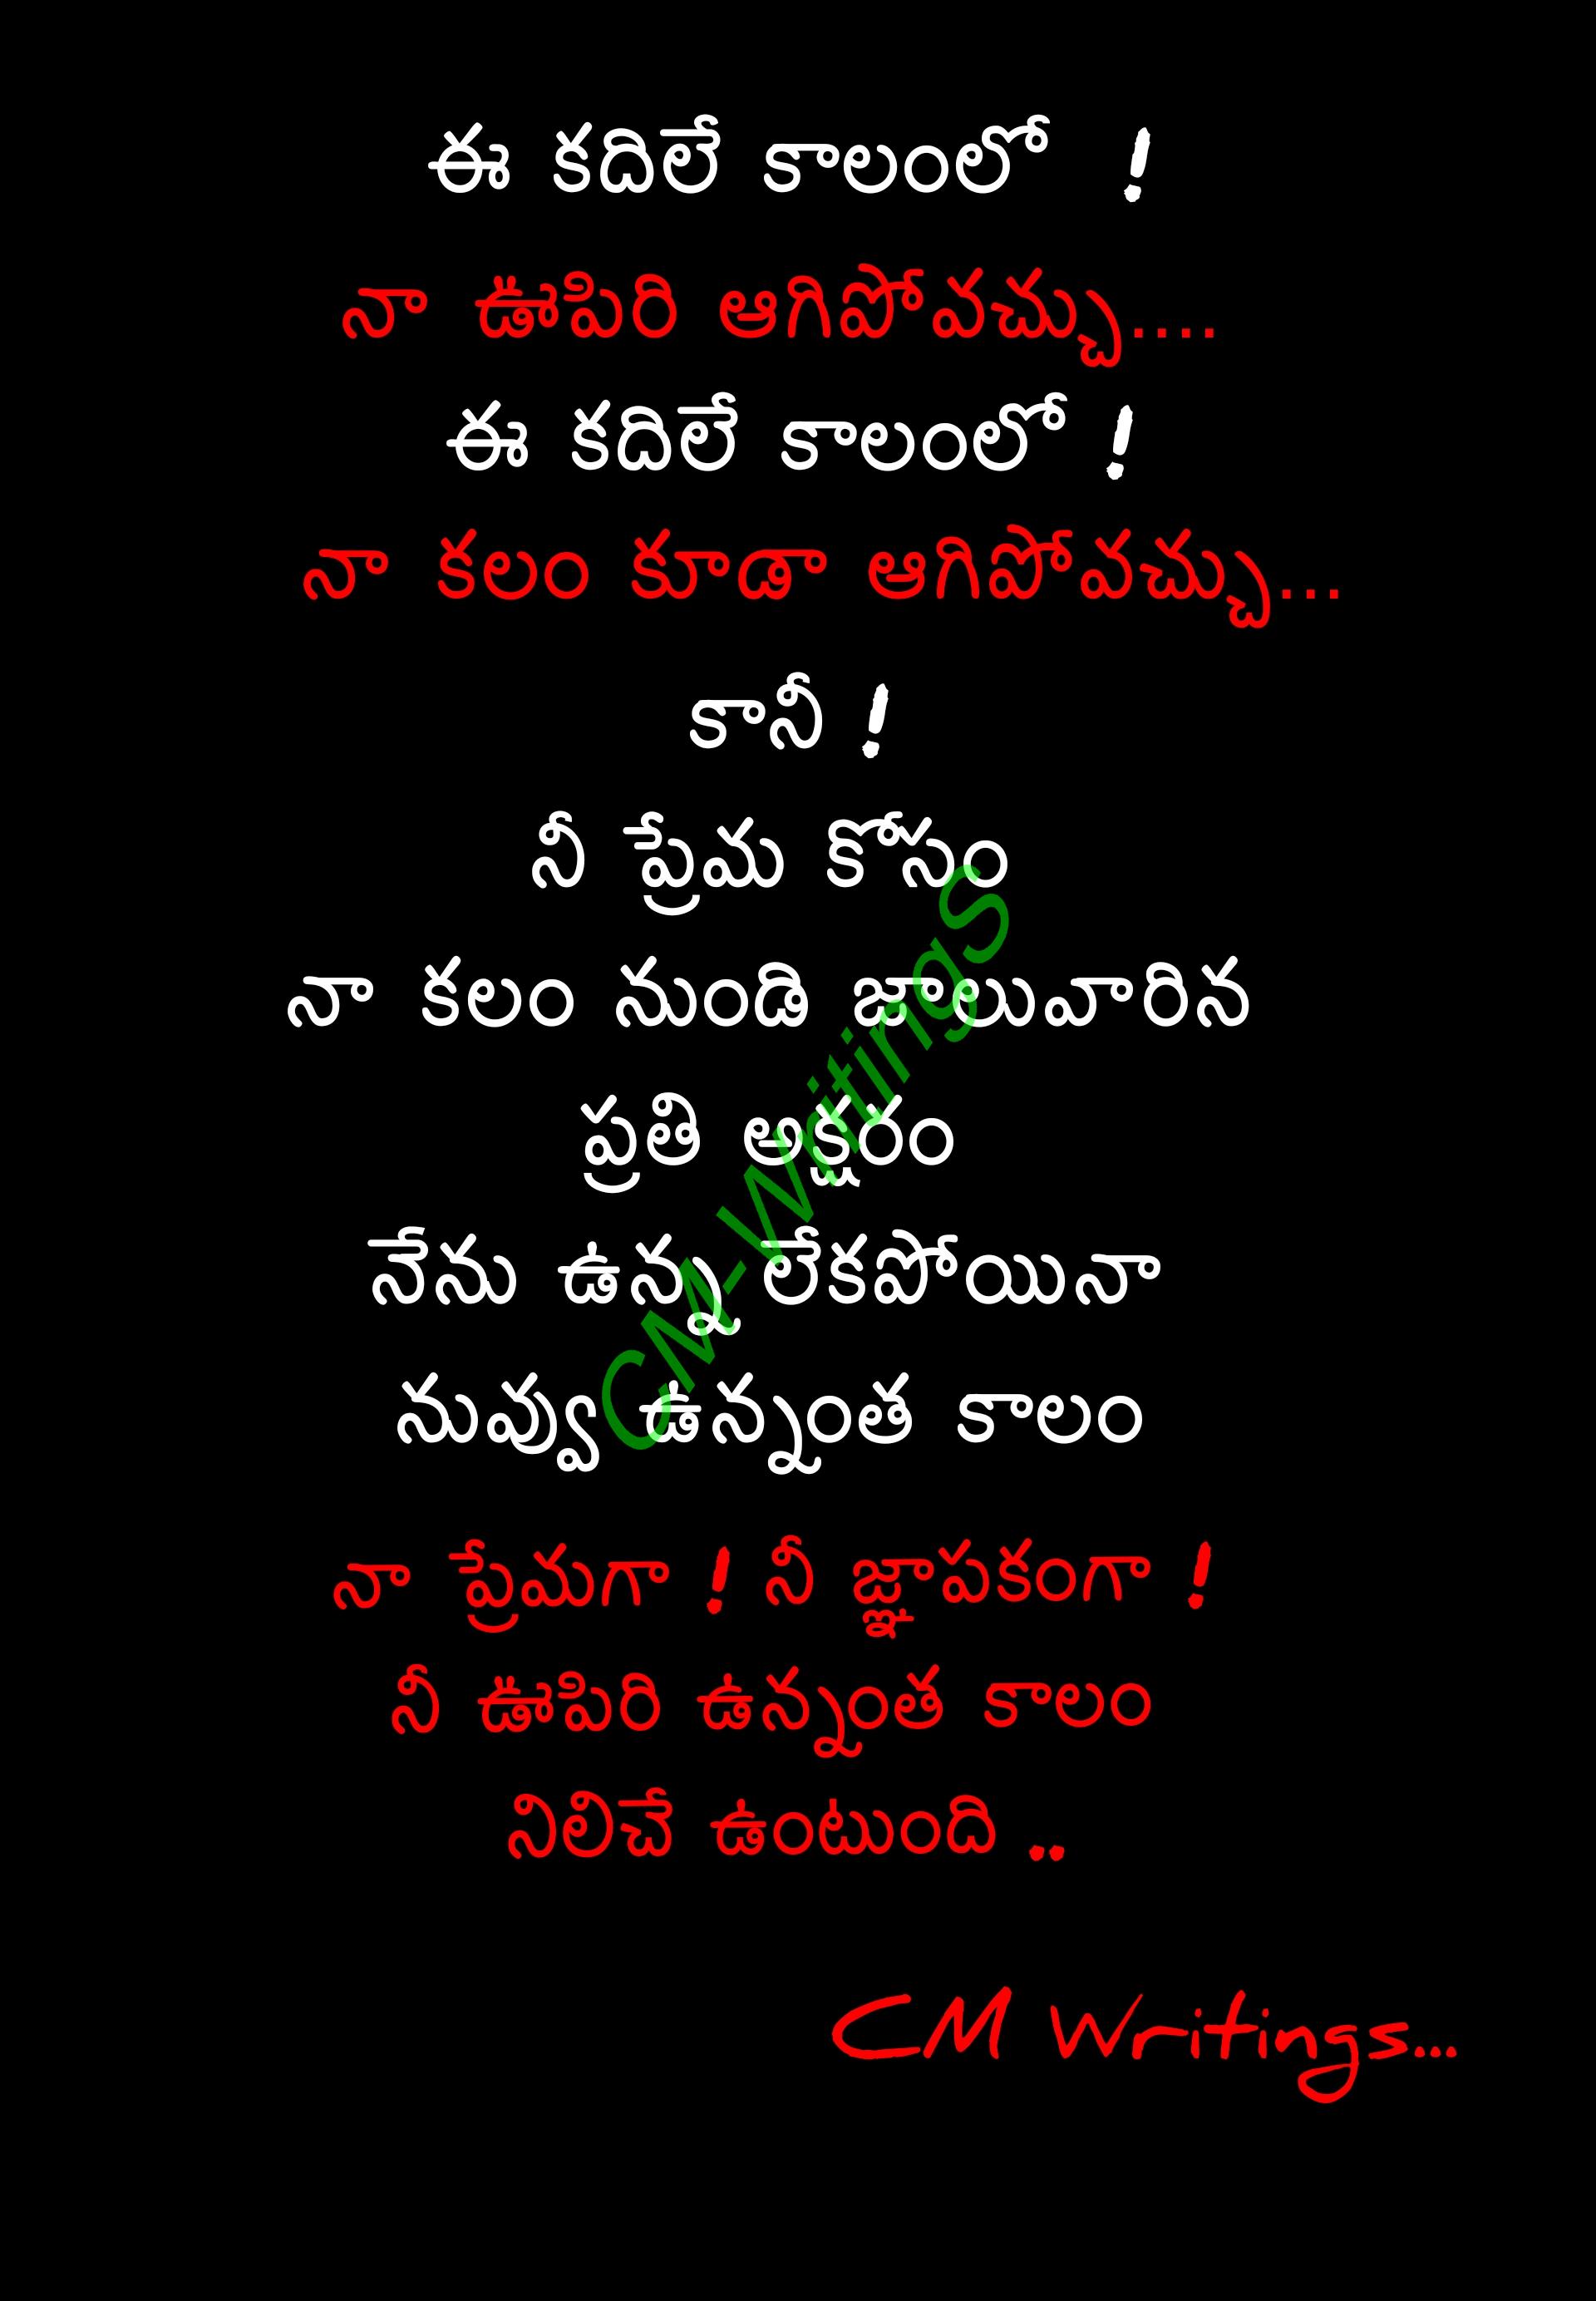 ఈ కదిలే కాలంలో !
నా ఊపిరి ఆగిపోవచ్చు....
ఈ కదిలే కాలంలో !
నా కలం కూడా ఆగిపోవచ్చు...
కానీ !
నీ ప్రేమ కోసం
నా కలం నుండి జాలువారిన
ప్రతి అక్షరం
నేను ఉన్న లేకపోయినా
నువ్వు ఉన్నంత కాలం
నా ప్రేమగా ! నీ జ్ఞాపకంగా !
నీ ఊపిరి ఉన్నంత కాలం
నిలిచే ఉంటుంది ..
CM Writings...
CM-WritingS